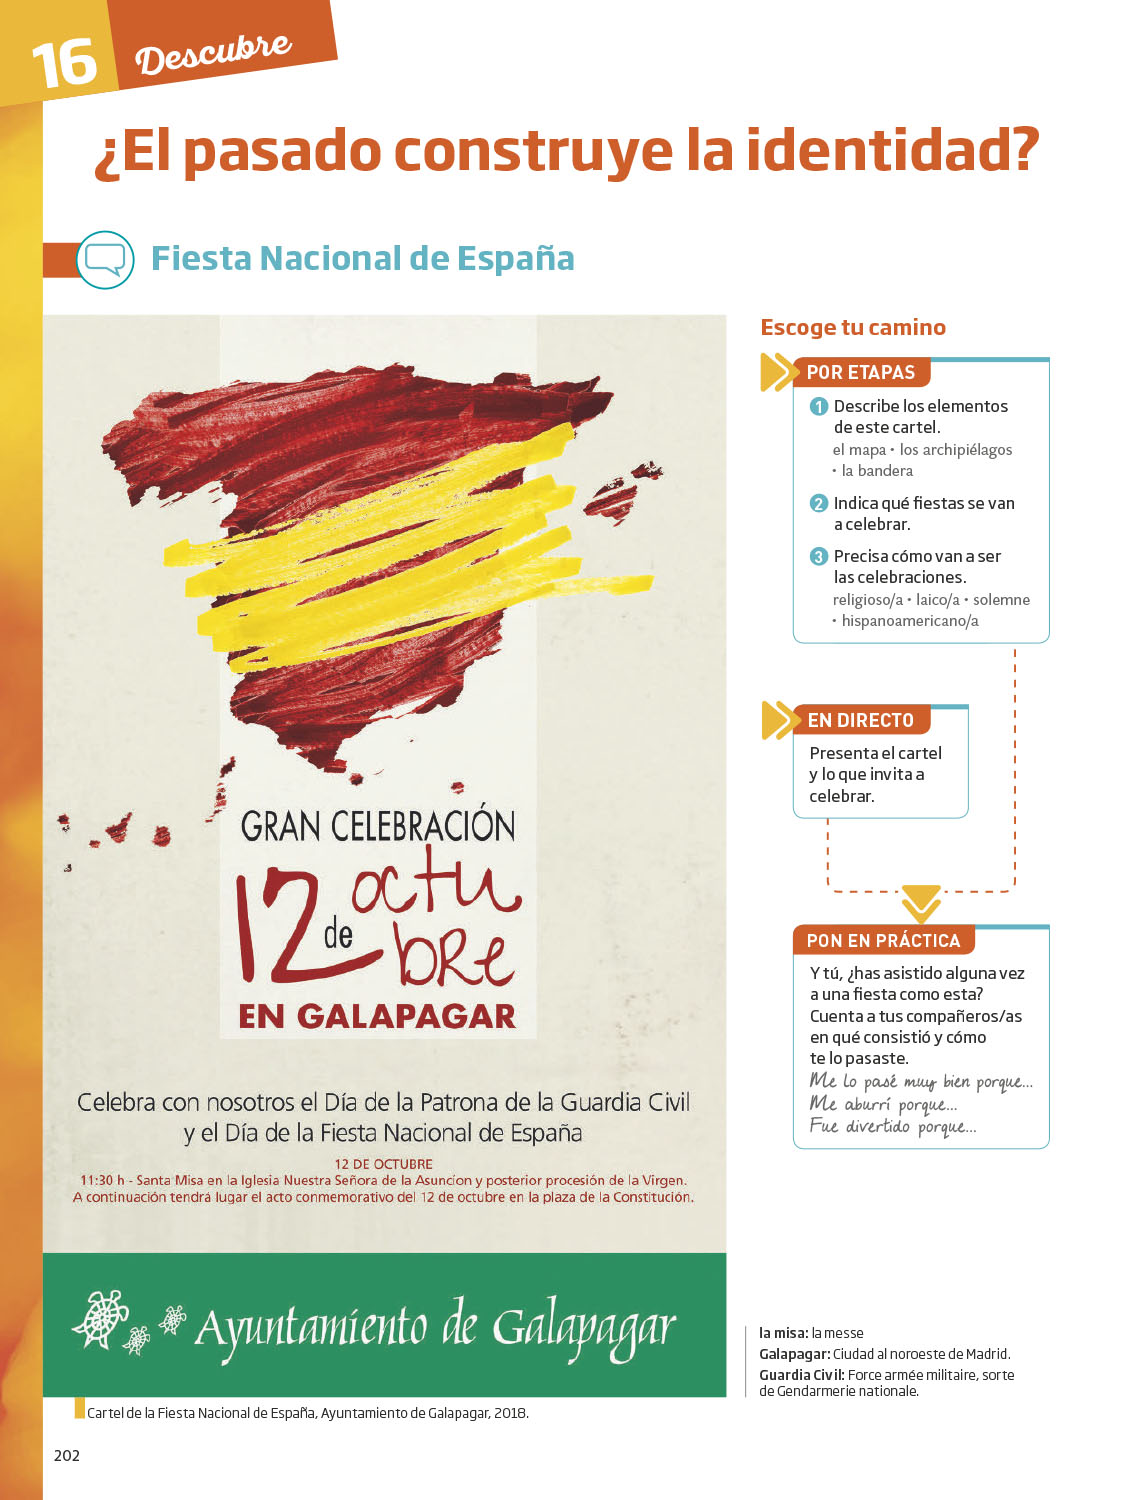 16 Descubre
¿El pasado construye la identidad?
Fiesta Nacional de España
GRAN CELEBRACIÓN
12 de octu
bre
EN GALAPAGAR
Celebra con nosotros el Día de la Patrona de la Guardia Civil
y el Día de la Fiesta Nacional de España
12 DE OCTUBRE
11:30 h - Santa Misa en la Iglesia Nuestra Señora de la Asuncion y posterior procesión de la Virgen.
A continuación tendrá lugar el acto conmemorativo del 12 de octubre en la plaza de la Constitución.
Ayuntamiento de Galapagar
Cartel de la Fiesta Nacional de España, Ayuntamiento de Galapagar, 2018.
Escoge tu camino
POR ETAPAS
1 Describe los elementos
de este cartel.
el mapa • los archipiélagos
• la bandera
2 Indica qué fiestas se van
a celebrar.
3 Precisa cómo van a ser
las celebraciones.
religioso/a • laico/a • solemne
• hispanoamericano/a
EN DIRECTO
Presenta el cartel
y lo que invita a
celebrar.
PON EN PRÁCTICA
Y tú, ¿has asistido alguna vez
a una fiesta como esta?
Cuenta a tus compañeros/as
en qué consistió y cómo
te lo pasaste.
Me lo pasé muy bien porque...
Me aburrí porque...
Fue divertido porque...
la misa: la messe
Galapagar: Ciudad al noroeste de Madrid.
Guardia Civil: Force armée militaire, sorte
de Gendarmerie nationale.
202